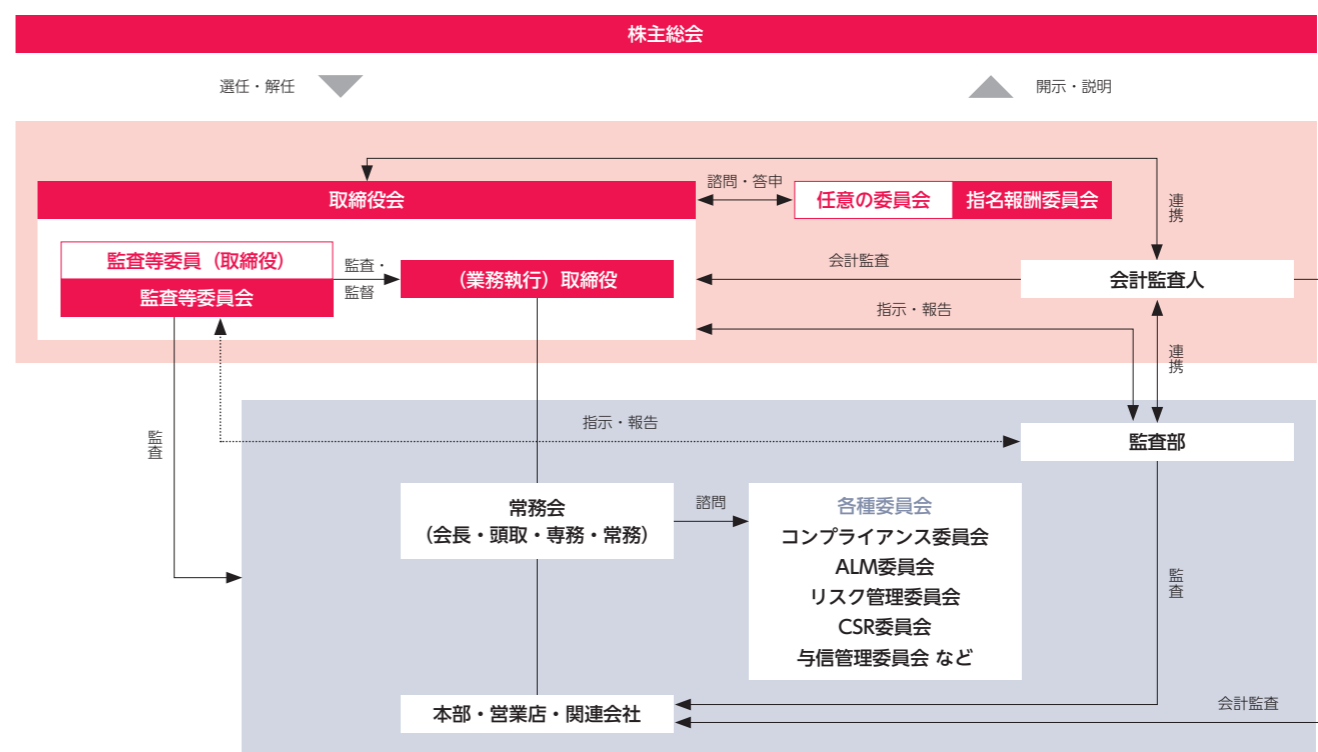 株主総会
選任・解任
開示・説明
取締役会
諮問・答申
任意の委員会
指名報酬委員会
連携
監査等委員（取締役）
監査等委員会
監査・
監督
（業務執行）取締役
会計監査
会計監査人
指示・報告
連携
監査
指示・報告
監査部
常務会
（会長・頭取・専務・常務）
諮問
各種委員会
コンプライアンス委員会
ALM委員会
リスク管理委員会
CSR委員会
与信管理委員会 など
監査
本部・営業店・関連会社
会計監査